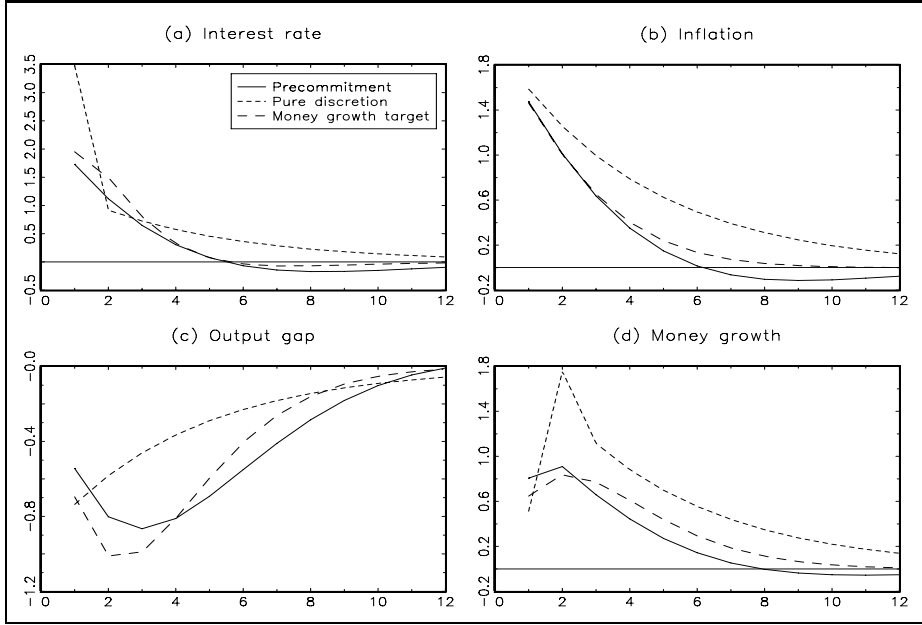 (a) Interest rate
3.5
3.0
2.5
2.0
1.5
1.0
0.5
-0.5
Precommitment
Pure discretion
Money growth target
0 2 4 6 8 10 12
(b) Inflation
1.8
1.4
1.0
0.6
0.2
-0.2
0 2 4 6 8 10 12
(c) Output gap
-0.0
-0.4
-0.8
-1.2
0 2 4 6 8 10 12
(d) Money growth
1.8
1.4
1.0
0.6
0.2
-0.2
0 2 4 6 8 10 12